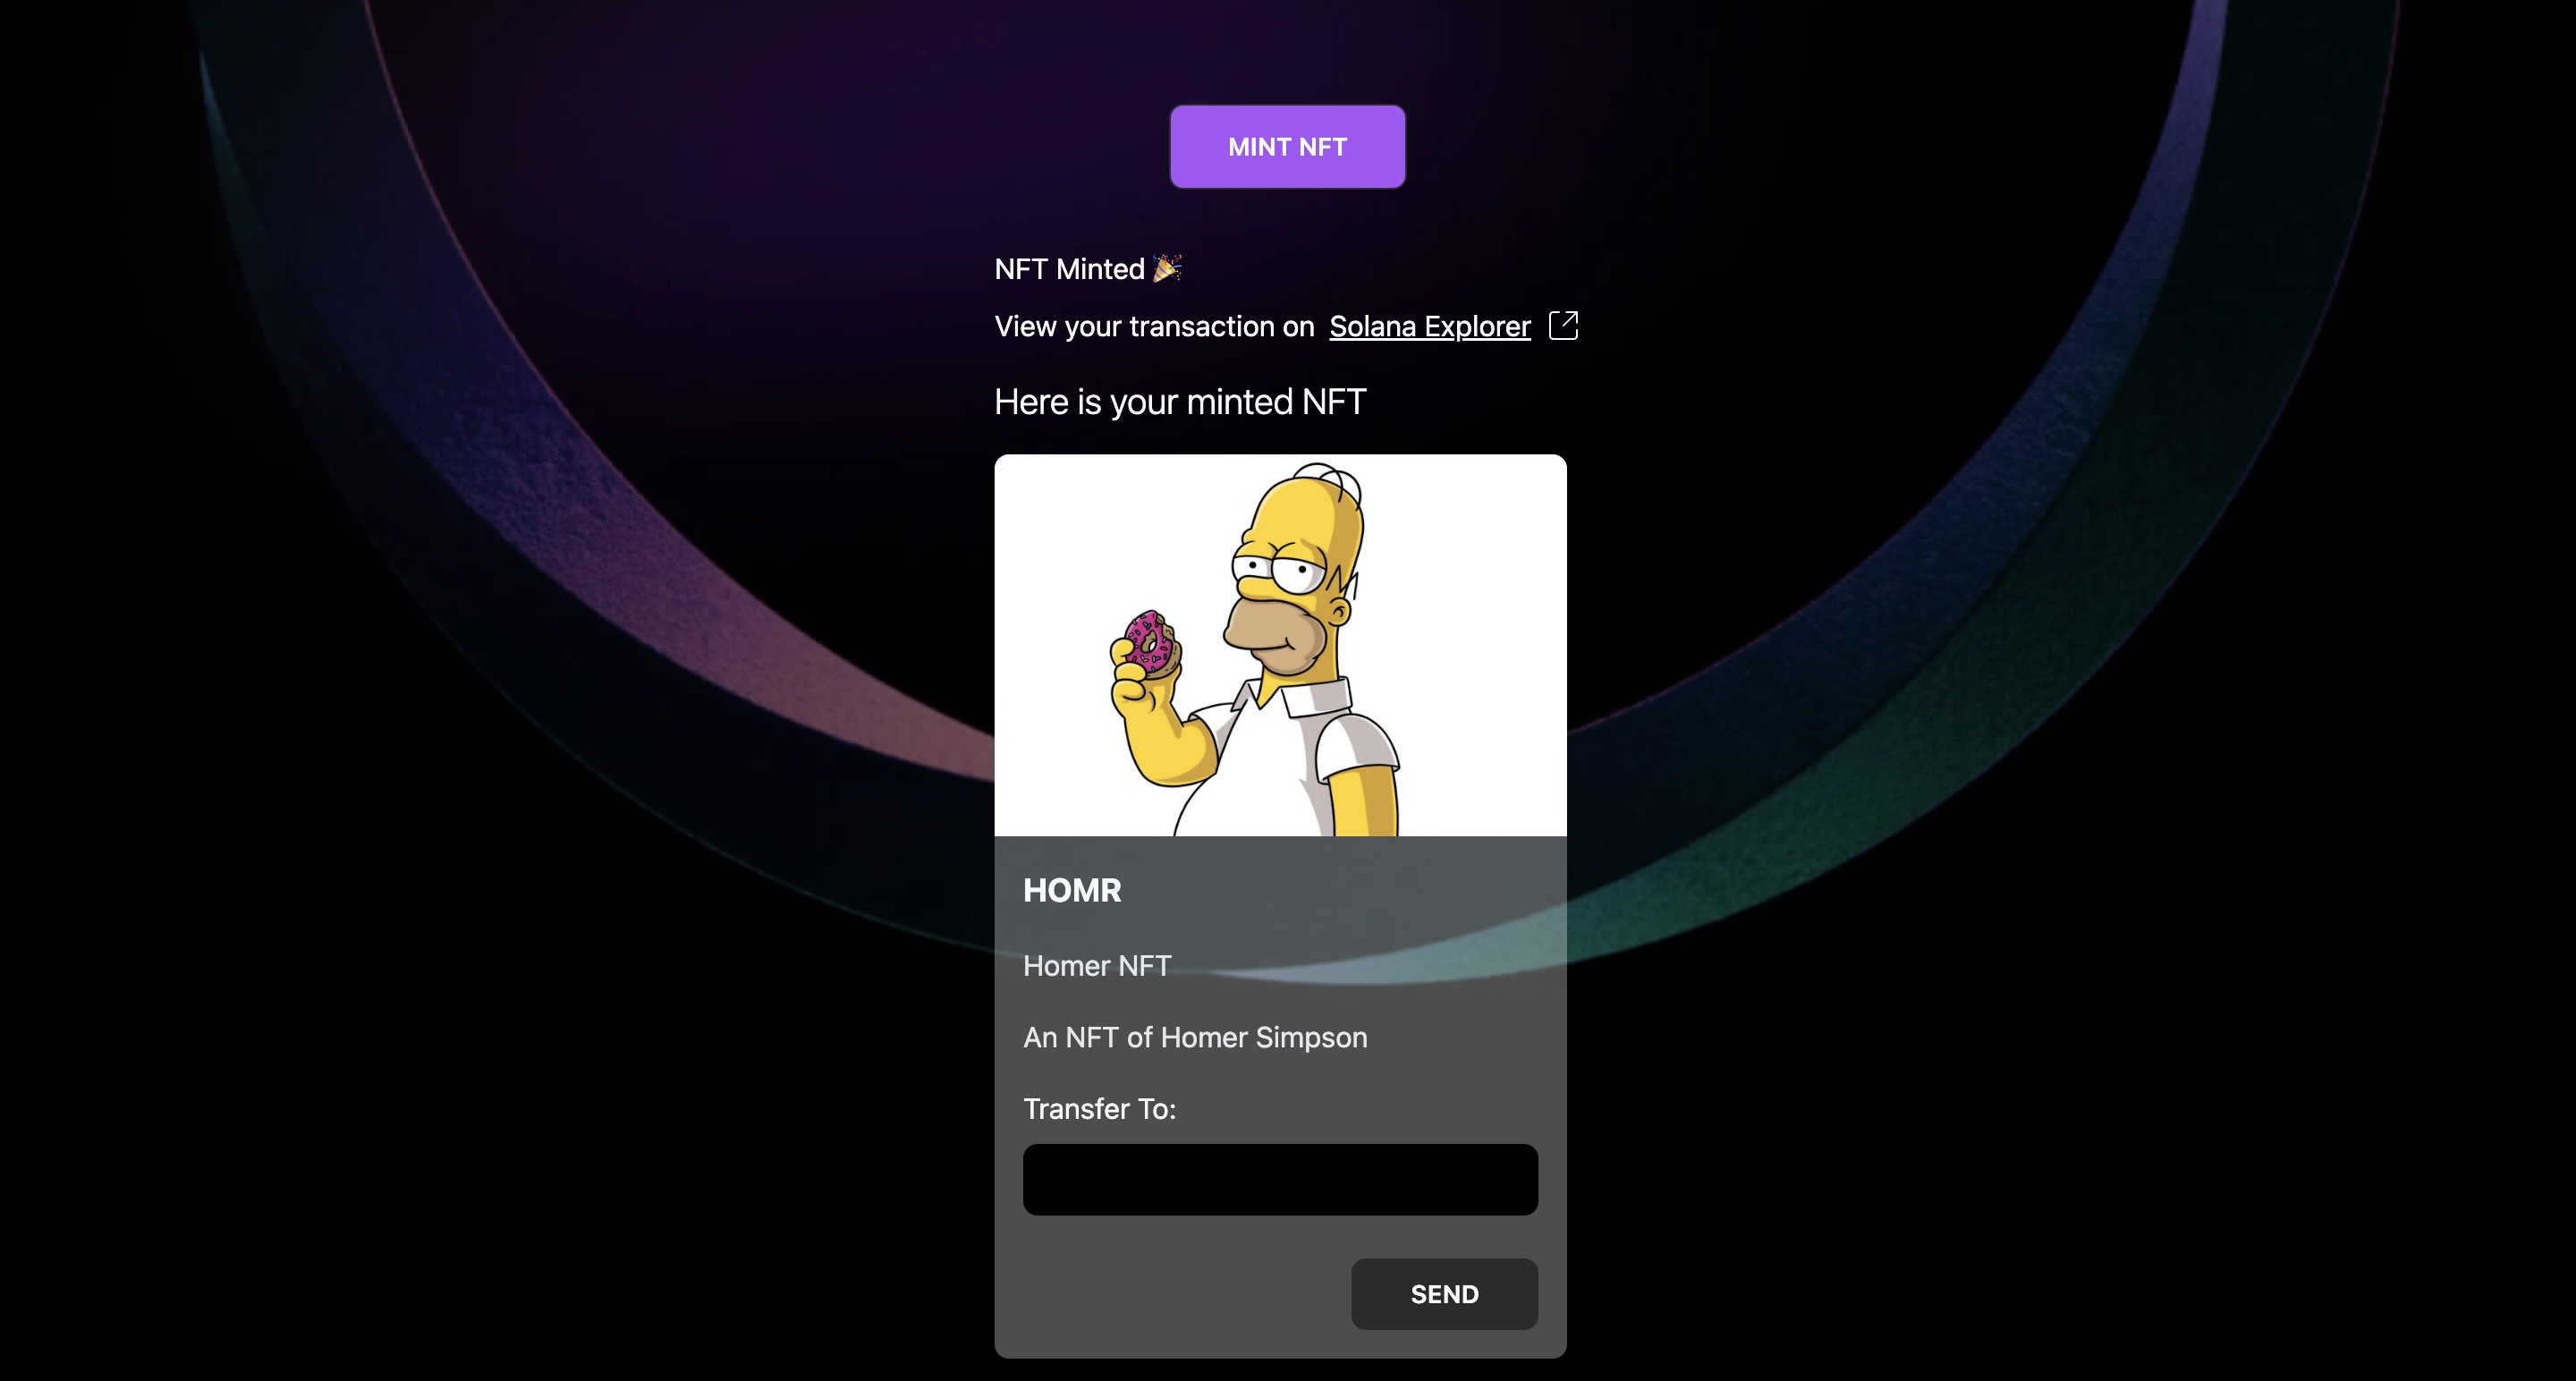 MINT NFT
NFT Minted 🎉
View your transaction on Solana Explorer
Here is your minted NFT
HOMR
Homer NFT
An NFT of Homer Simpson
Transfer To:
SEND